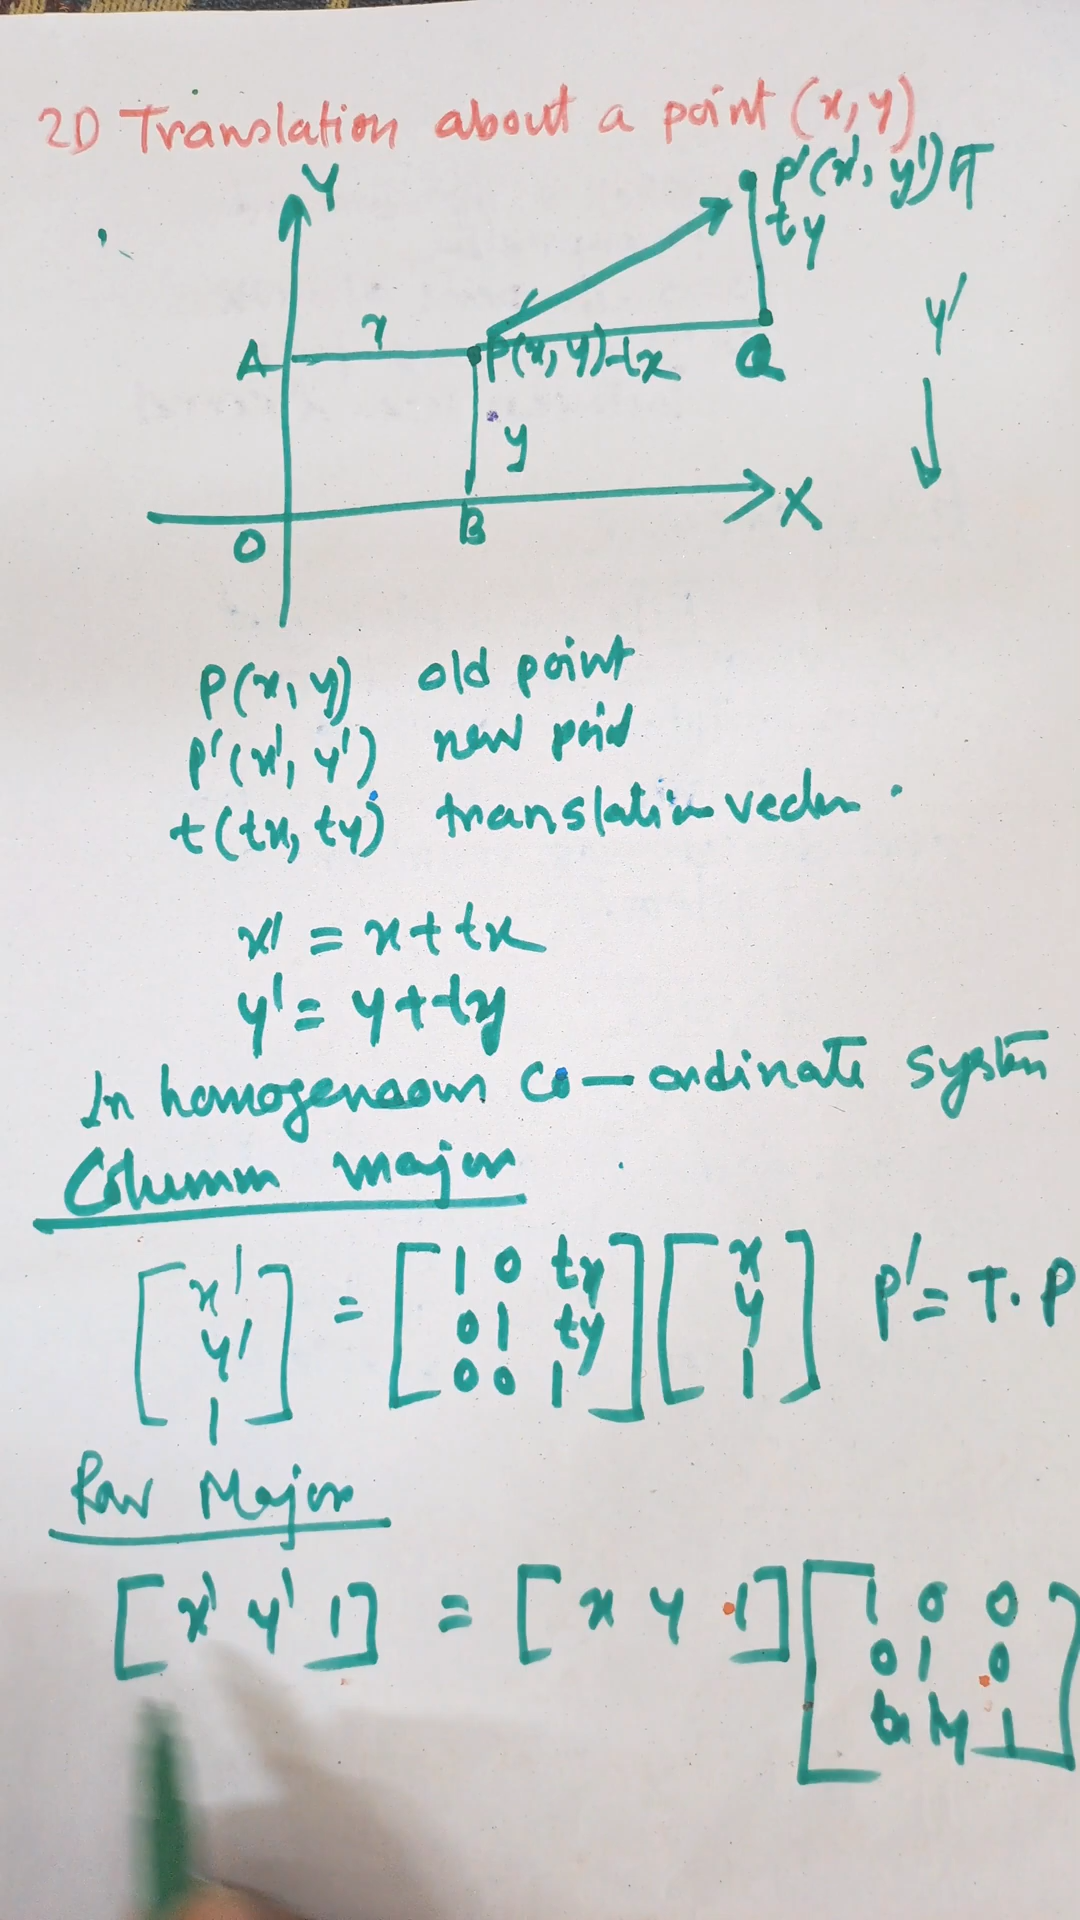 2D Translation about a point (x, y)
Y
P'(x', y')
ty
Y'
x
A
P(x, y) tx
Q
y
X
O
B
P(x, y) old point
P'(x', y') new point
t(tx, ty) translation vector.
x' = x + tx
y' = y + ty
In homogeneous co-ordinate system
Column major
[x' y' 1] = [1 0 tx 0 1 ty 0 0 1] [x y 1] P' = T.P
Row Major
[x' y' 1] = [x y 1] [1 0 0
0 1 0
tx ty 1]